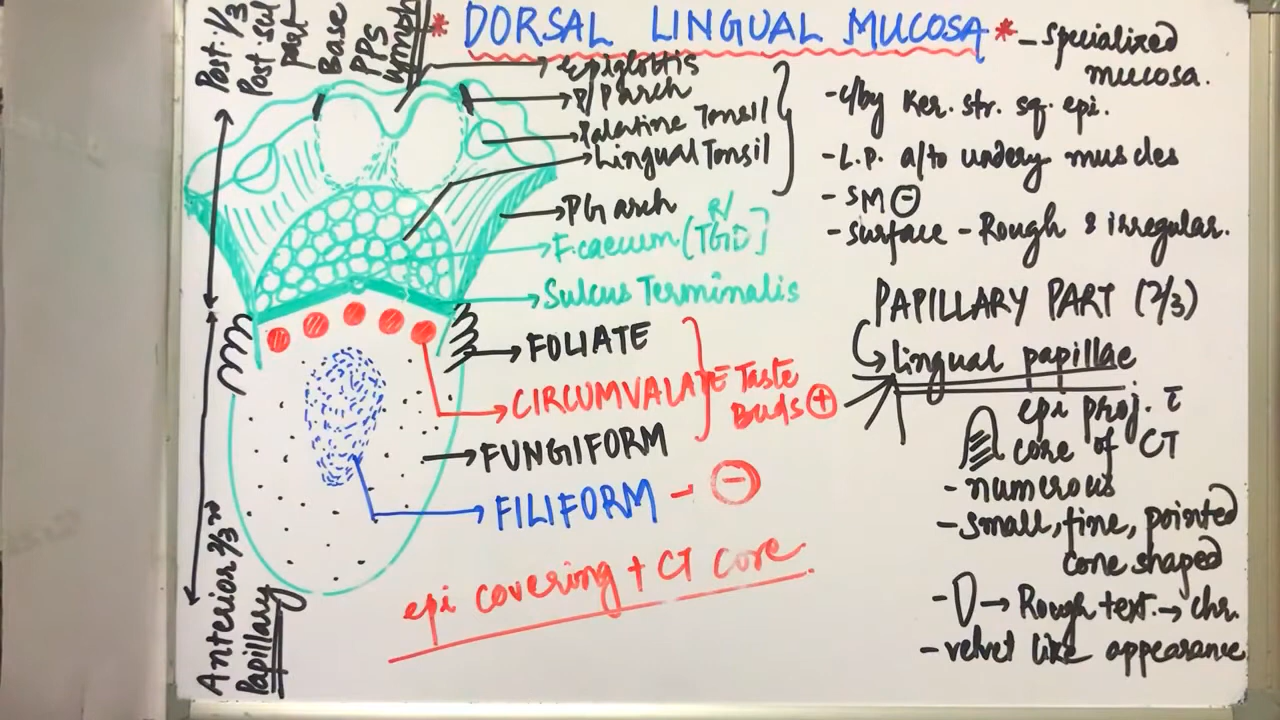 * DORSAL LINGUAL MUCOSA * - specialized
mucosa.
Post. 1/3
Post. sul
part
Base
PPS
Lymph
Epiglottis
P/P arch
Palatine Tonsil
Lingual Tonsil
PG arch
F. caecum (TGD)
Sulcus Terminalis
FOLIATE
CIRCUMVALATE
Taste
Buds +
FUNGIFORM
FILIFORM - -
epi covering + CT core.
Anterior 2/3rd
Papillary
- c/by Ker. str. sq. epi.
- L.P. a/to underg muscles
- SM -
- Surface - Rough & irregular.
PAPILLARY PART (2/3)
Lingual papillae
epi proj. c̄
core of CT
- numerous
- small, fine, pointed
cone shaped
- D → Rough text. → chr.
- velvet like appearance